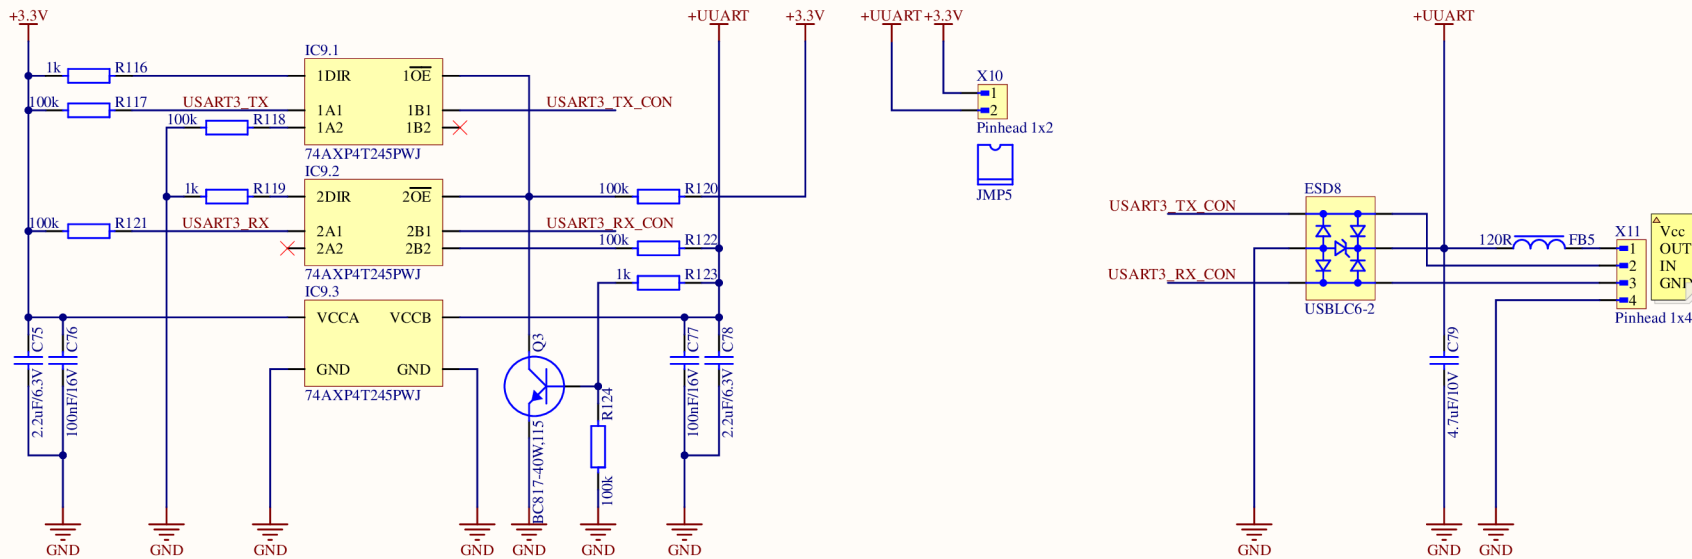 +3.3V
+UUART
+3.3V
+UUART
+3.3V
+UUART
IC9.1
1k
R116
1DIR
1OE
100k
R117
USART3_TX
1A1
1B1
USART3_TX_CON
100k
R118
1A2
1B2
74AXP4T245PWJ
X10
1
2
Pinhead 1x2
JMP5
IC9.2
1k
R119
2DIR
2OE
100k
R120
100k
R121
USART3_RX
2A1
2B1
USART3_RX_CON
2A2
2B2
100k
R122
74AXP4T245PWJ
1k
R123
IC9.3
VCCA
VCCB
GND
GND
74AXP4T245PWJ
C75
2.2uF/6.3V
C76
100nF/16V
Q3
BC817-40W,115
R124
100k
C77
100nF/16V
C78
2.2uF/6.3V
GND
GND
GND
GND
GND
GND
GND
ESD8
USART3_TX_CON
USART3_RX_CON
USBLC6-2
120R
FB5
X11
1
2
3
4
Vcc
OUT
IN
GND
Pinhead 1x4
C79
4.7uF/10V
GND
GND
GND